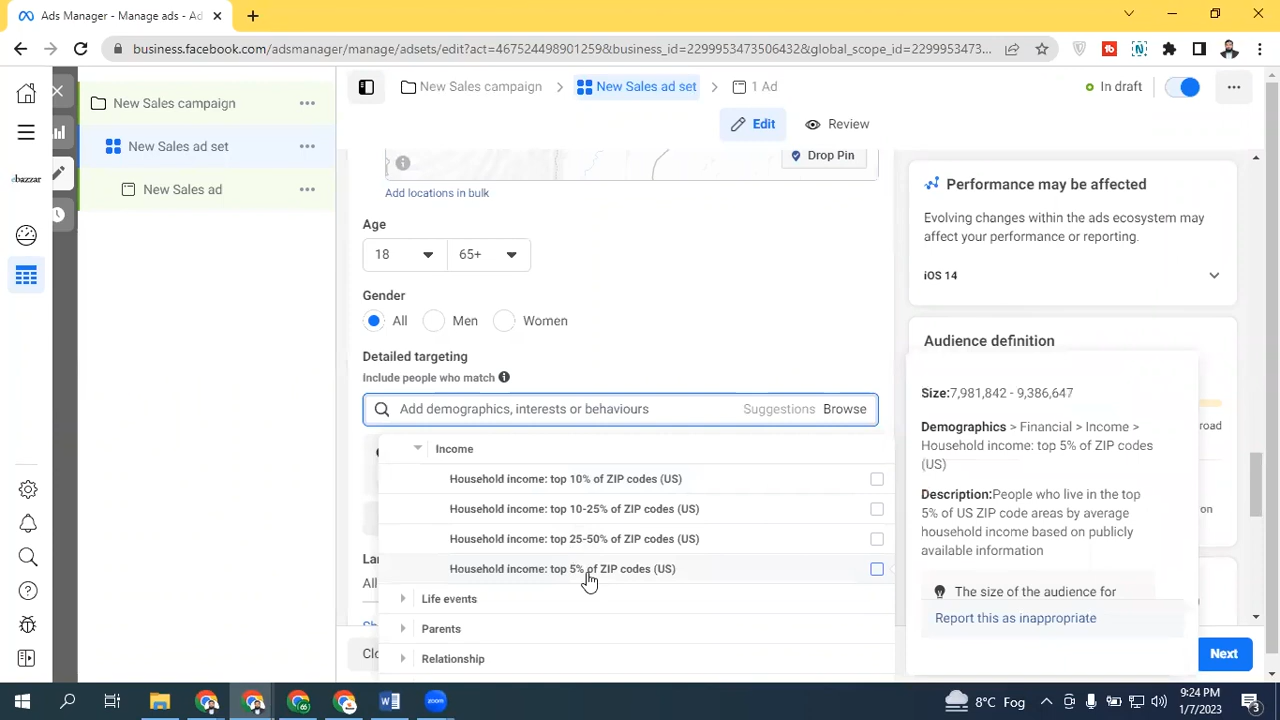 Ads Manager - Manage ads - Ad
business.facebook.com/adsmanager/manage/adsets/edit?act=467524498901259&business_id=2299953473506432&global_scope_id=2299953473...
New Sales campaign
New Sales ad set
New Sales ad
ebazzar
New Sales campaign > New Sales ad set > 1 Ad
In draft
Edit
Review
Drop Pin
Add locations in bulk
Age
18
65+
Gender
All
Men
Women
Detailed targeting
Include people who match
Add demographics, interests or behaviours
Suggestions
Browse
Income
Household income: top 10% of ZIP codes (US)
Household income: top 10-25% of ZIP codes (US)
Household income: top 25-50% of ZIP codes (US)
Household income: top 5% of ZIP codes (US)
Life events
Parents
Relationship
Lan
All
Sh
Clo
Performance may be affected
Evolving changes within the ads ecosystem may
affect your performance or reporting.
iOS 14
Audience definition
road
on
Size:7,981,842 - 9,386,647
Demographics > Financial > Income >
Household income: top 5% of ZIP codes
(US)
Description:People who live in the top
5% of US ZIP code areas by average
household income based on publicly
available information
The size of the audience for
Report this as inappropriate
Next
8°C Fog
9:24 PM
1/7/2023
3